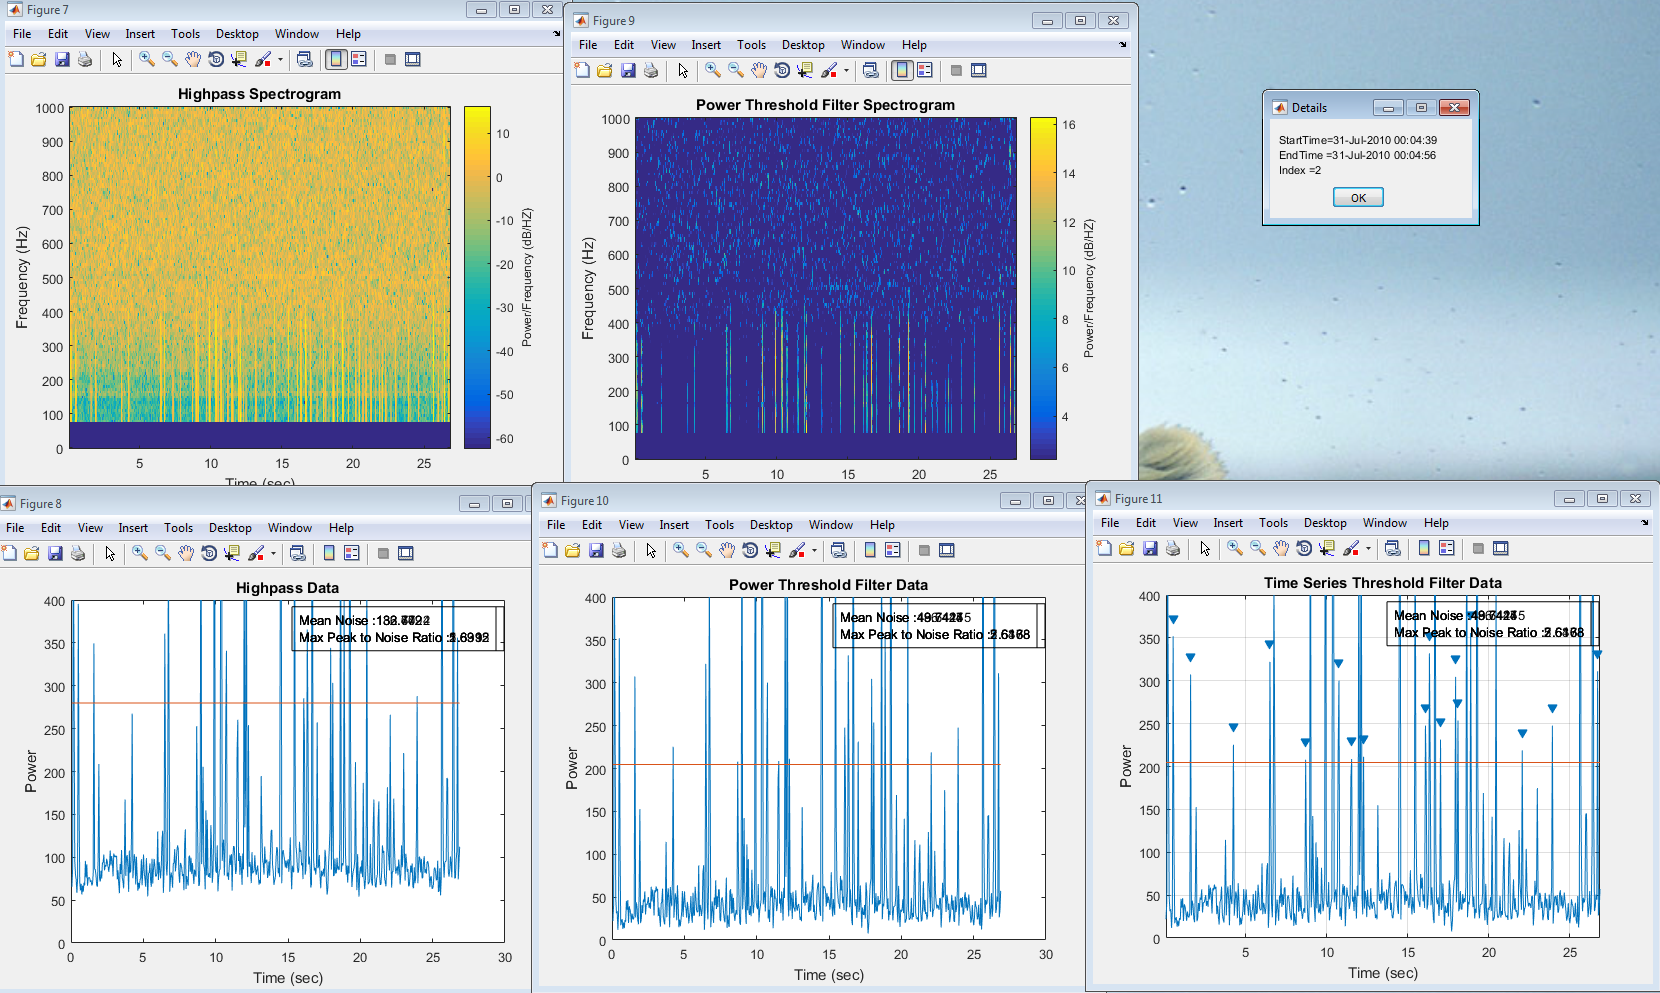 Figure 7
File Edit View Insert Tools Desktop Window Help
Highpass Spectrogram
1000
900
800
700
600
500
400
300
200
100
0
Frequency (Hz)
5 10 15 20 25
Time (sec)
10
0
-10
-20
-30
-40
-50
-60
Power/Frequency (dB/HZ)
Figure 9
File Edit View Insert Tools Desktop Window Help
Power Threshold Filter Spectrogram
1000
900
800
700
600
500
400
300
200
100
0
Frequency (Hz)
5 10 15 20 25
16
14
12
10
8
6
4
Power/Frequency (dB/HZ)
Details
StartTime=31-Jul-2010 00:04:39
EndTime =31-Jul-2010 00:04:56
Index =2
OK
Figure 8
File Edit View Insert Tools Desktop Window Help
Highpass Data
400
350
300
250
200
150
100
50
0
Power
0 5 10 15 20 25 30
Time (sec)
Mean Noise :
Max Peak to Noise Ratio :
Figure 10
File Edit View Insert Tools Desktop Window Help
Power Threshold Filter Data
400
350
300
250
200
150
100
50
0
Power
0 5 10 15 20 25 30
Time (sec)
Mean Noise :
Max Peak to Noise Ratio :
Figure 11
File Edit View Insert Tools Desktop Window Help
Time Series Threshold Filter Data
400
350
300
250
200
150
100
50
0
Power
5 10 15 20 25
Time (sec)
Mean Noise :
Max Peak to Noise Ratio :